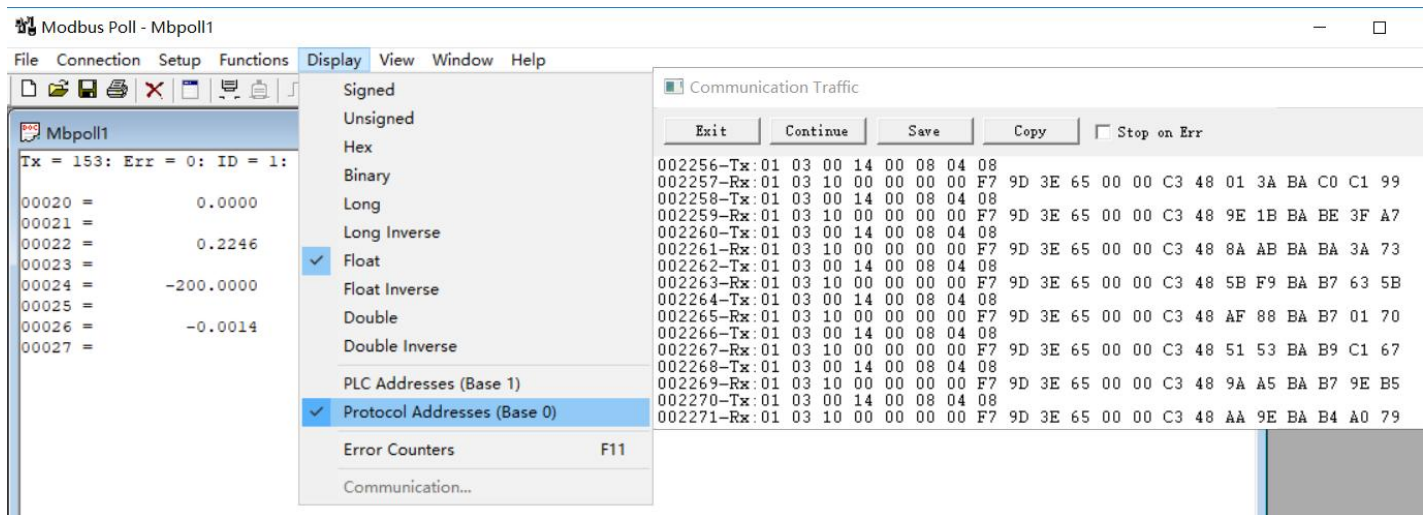 Modbus Poll - Mbpoll1
File Connection Setup Functions Display View Window Help
Mbpoll1
Tx = 153: Err = 0: ID = 1:
00020 = 0.0000
00021 =
00022 = 0.2246
00023 =
00024 = -200.0000
00025 =
00026 = -0.0014
00027 =
Signed
Unsigned
Hex
Binary
Long
Long Inverse
Float
Float Inverse
Double
Double Inverse
PLC Addresses (Base 1)
Protocol Addresses (Base 0)
Error Counters F11
Communication...
Communication Traffic
Exit Continue Save Copy Stop on Err
002256-Tx:01 03 00 14 00 08 04 08
002257-Rx:01 03 10 00 00 00 00 F7 9D 3E 65 00 00 C3 48 01 3A BA C0 C1 99
002258-Tx:01 03 00 14 00 08 04 08
002259-Rx:01 03 10 00 00 00 00 F7 9D 3E 65 00 00 C3 48 9E 1B BA BE 3F A7
002260-Tx:01 03 00 14 00 08 04 08
002261-Rx:01 03 10 00 00 00 00 F7 9D 3E 65 00 00 C3 48 8A AB BA BA 3A 73
002262-Tx:01 03 00 14 00 08 04 08
002263-Rx:01 03 10 00 00 00 00 F7 9D 3E 65 00 00 C3 48 5B F9 BA B7 63 5B
002264-Tx:01 03 00 14 00 08 04 08
002265-Rx:01 03 10 00 00 00 00 F7 9D 3E 65 00 00 C3 48 AF 88 BA B7 01 70
002266-Tx:01 03 00 14 00 08 04 08
002267-Rx:01 03 10 00 00 00 00 F7 9D 3E 65 00 00 C3 48 51 53 BA B9 C1 67
002268-Tx:01 03 00 14 00 08 04 08
002269-Rx:01 03 10 00 00 00 00 F7 9D 3E 65 00 00 C3 48 9A A5 BA B7 9E B5
002270-Tx:01 03 00 14 00 08 04 08
002271-Rx:01 03 10 00 00 00 00 F7 9D 3E 65 00 00 C3 48 AA 9E BA B4 A0 79